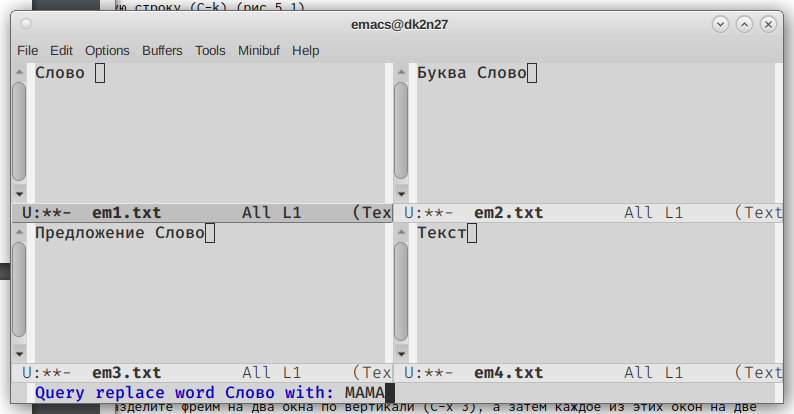 ую строку (C-k) (рис.5.1)
emacs@dk2n27
File Edit Options Buffers Tools Minibuf Help
Слово
Буква Слово
U:**- em1.txt All L1 (Tex
U:**- em2.txt All L1 (Text
Предложение Слово
Текст
U:**- em3.txt All L1 (Tex
U:**- em4.txt All L1 (Text
Query replace word Слово with: МАМА
азделите фрейм на два окна по вертикали (C-x 3), а затем каждое из этих окон на две